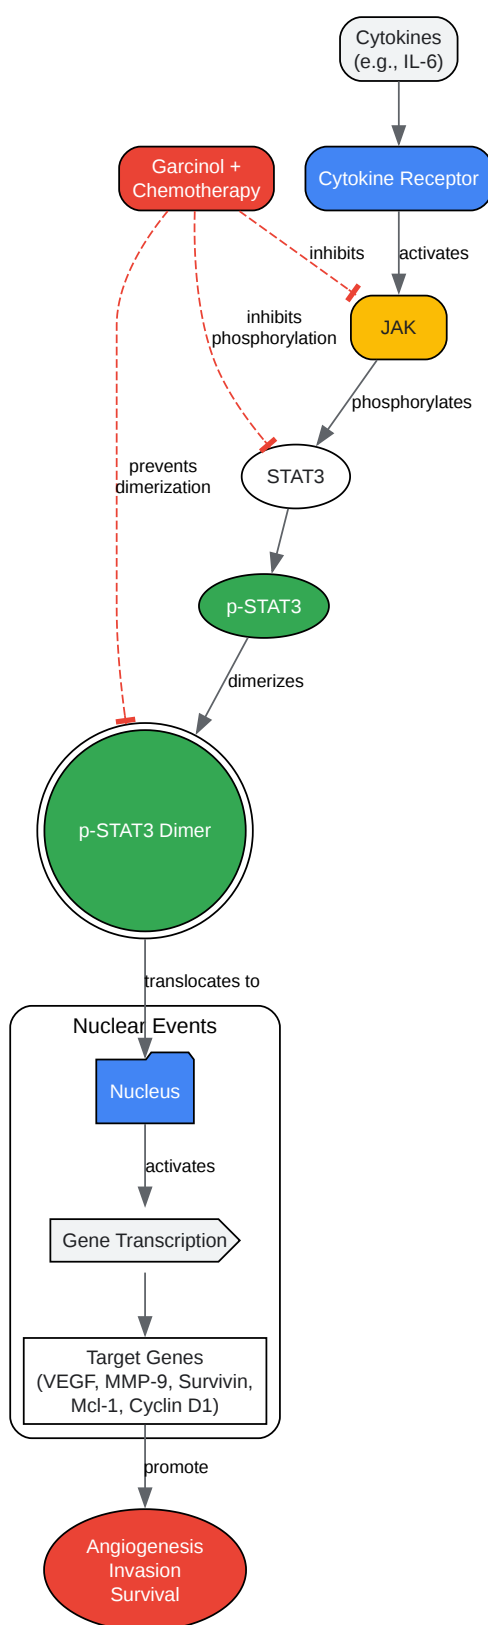 Cytokines
(e.g., IL-6)
Garcinol +
Chemotherapy
Cytokine Receptor
inhibits
activates
inhibits
phosphorylation
JAK
phosphorylates
prevents
dimerization
STAT3
p-STAT3
dimerizes
p-STAT3 Dimer
translocates to
Nuclear Events
Nucleus
activates
Gene Transcription
Target Genes
(VEGF, MMP-9, Survivin,
Mcl-1, Cyclin D1)
promote
Angiogenesis
Invasion
Survival